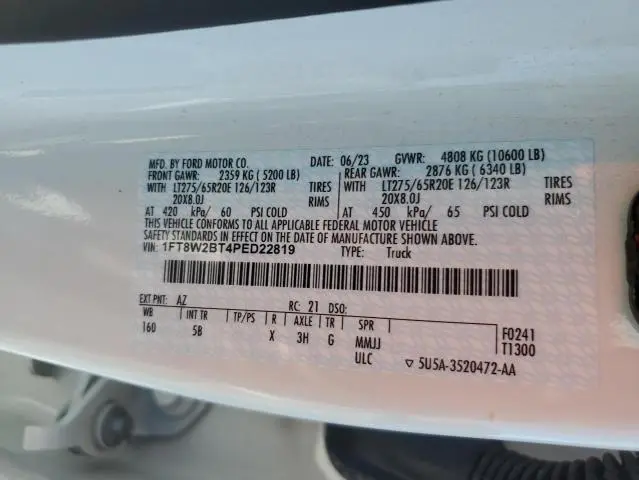 MFD. BY FORD MOTOR CO. DATE: 06/23 GVWR: 4808 KG (10600 LB)
FRONT GAWR: 2359 KG ( 5200 LB) REAR GAWR: 2876 KG ( 6340 LB)
WITH LT275/65R20E 126/123R TIRES WITH LT275/65R20E 126/123R TIRES
20X8.0J RIMS 20X8.0J RIMS
AT 420 kPa/ 60 PSI COLD AT 450 kPa/ 65 PSI COLD
THIS VEHICLE CONFORMS TO ALL APPLICABLE FEDERAL MOTOR VEHICLE
SAFETY STANDARDS IN EFFECT ON THE DATE OF MANUFACTURE SHOWN ABOVE.
VIN: 1FT8W2BT4PED22819 TYPE: Truck
EXT PNT: AZ RC: 21 DSO:
WB INT TR TP/PS R AXLE TR SPR
160 5B X 3H G MMJJ
ULC
F0241
T1300
▽ 5U5A-3520472-AA